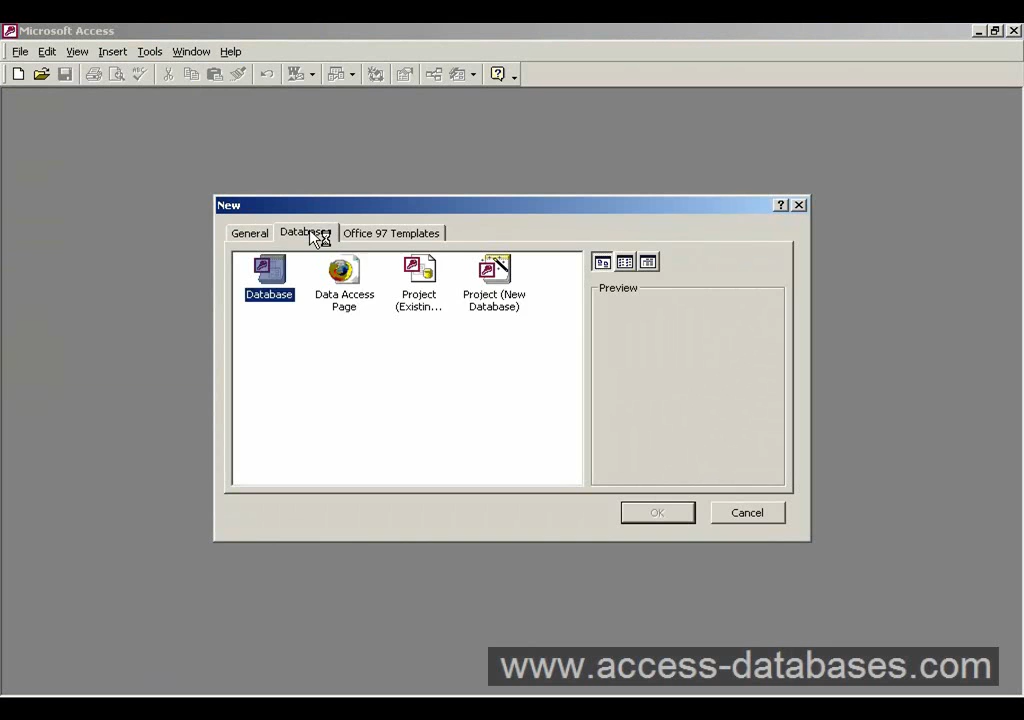 Microsoft Access
File Edit View Insert Tools Window Help
New
General Databases Office 97 Templates
Database
Data Access
Page
Project
(Existin...
Project (New
Database)
Preview
OK Cancel
www.access-databases.com